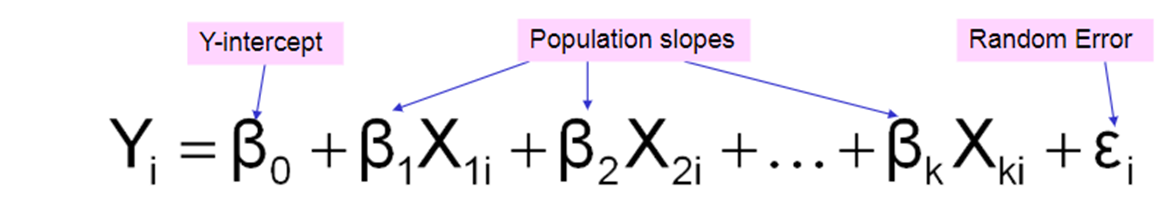 Y-intercept
Population slopes
Random Error
Yᵢ = β₀ + β₁X₁ᵢ + β₂X₂ᵢ + … + βₖXₖᵢ + εᵢ